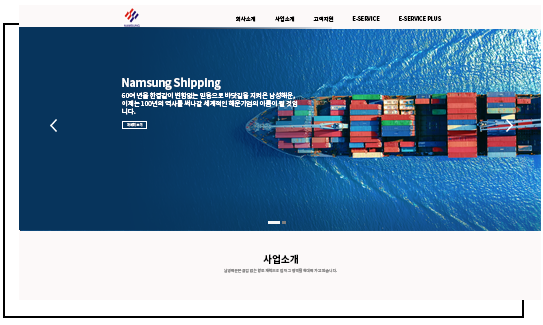 NAMSUNG
회사소개 사업소개 고객지원 E-SERVICE E-SERVICE PLUS
Namsung Shipping
60여 년을 한결같이 변함없는 믿음으로 바닷길을 지켜온 남성해운,
이제는 100년의 역사를 써나갈 세계적인 해운기업의 이름이 될 것입
니다.
사업소개